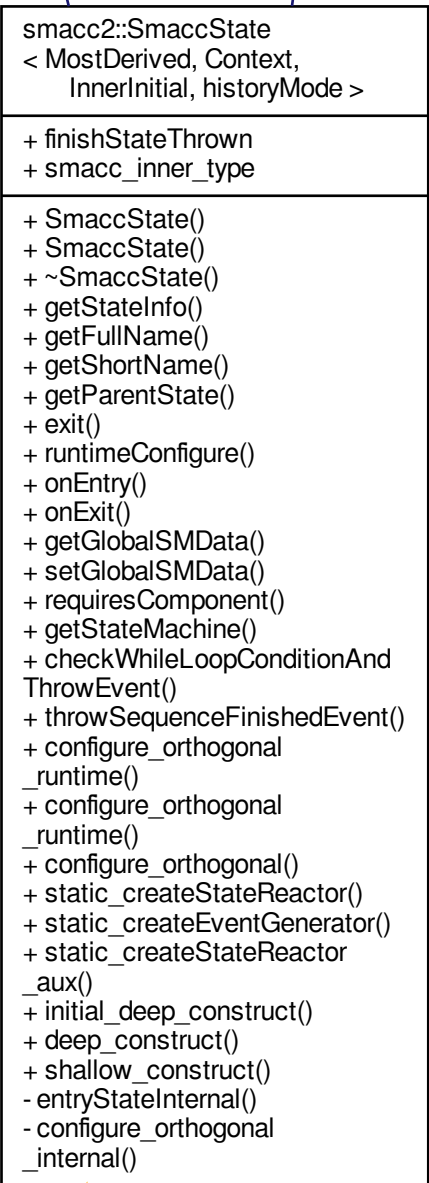 smacc2::SmaccState
< MostDerived, Context,
InnerInitial, historyMode >
+ finishStateThrown
+ smacc_inner_type
+ SmaccState()
+ SmaccState()
+ ~SmaccState()
+ getStateInfo()
+ getFullName()
+ getShortName()
+ getParentState()
+ exit()
+ runtimeConfigure()
+ onEntry()
+ onExit()
+ getGlobalSMData()
+ setGlobalSMData()
+ requiresComponent()
+ getStateMachine()
+ checkWhileLoopConditionAnd
ThrowEvent()
+ throwSequenceFinishedEvent()
+ configure_orthogonal
_runtime()
+ configure_orthogonal
_runtime()
+ configure_orthogonal()
+ static_createStateReactor()
+ static_createEventGenerator()
+ static_createStateReactor
_aux()
+ initial_deep_construct()
+ deep_construct()
+ shallow_construct()
- entryStateInternal()
- configure_orthogonal
_internal()